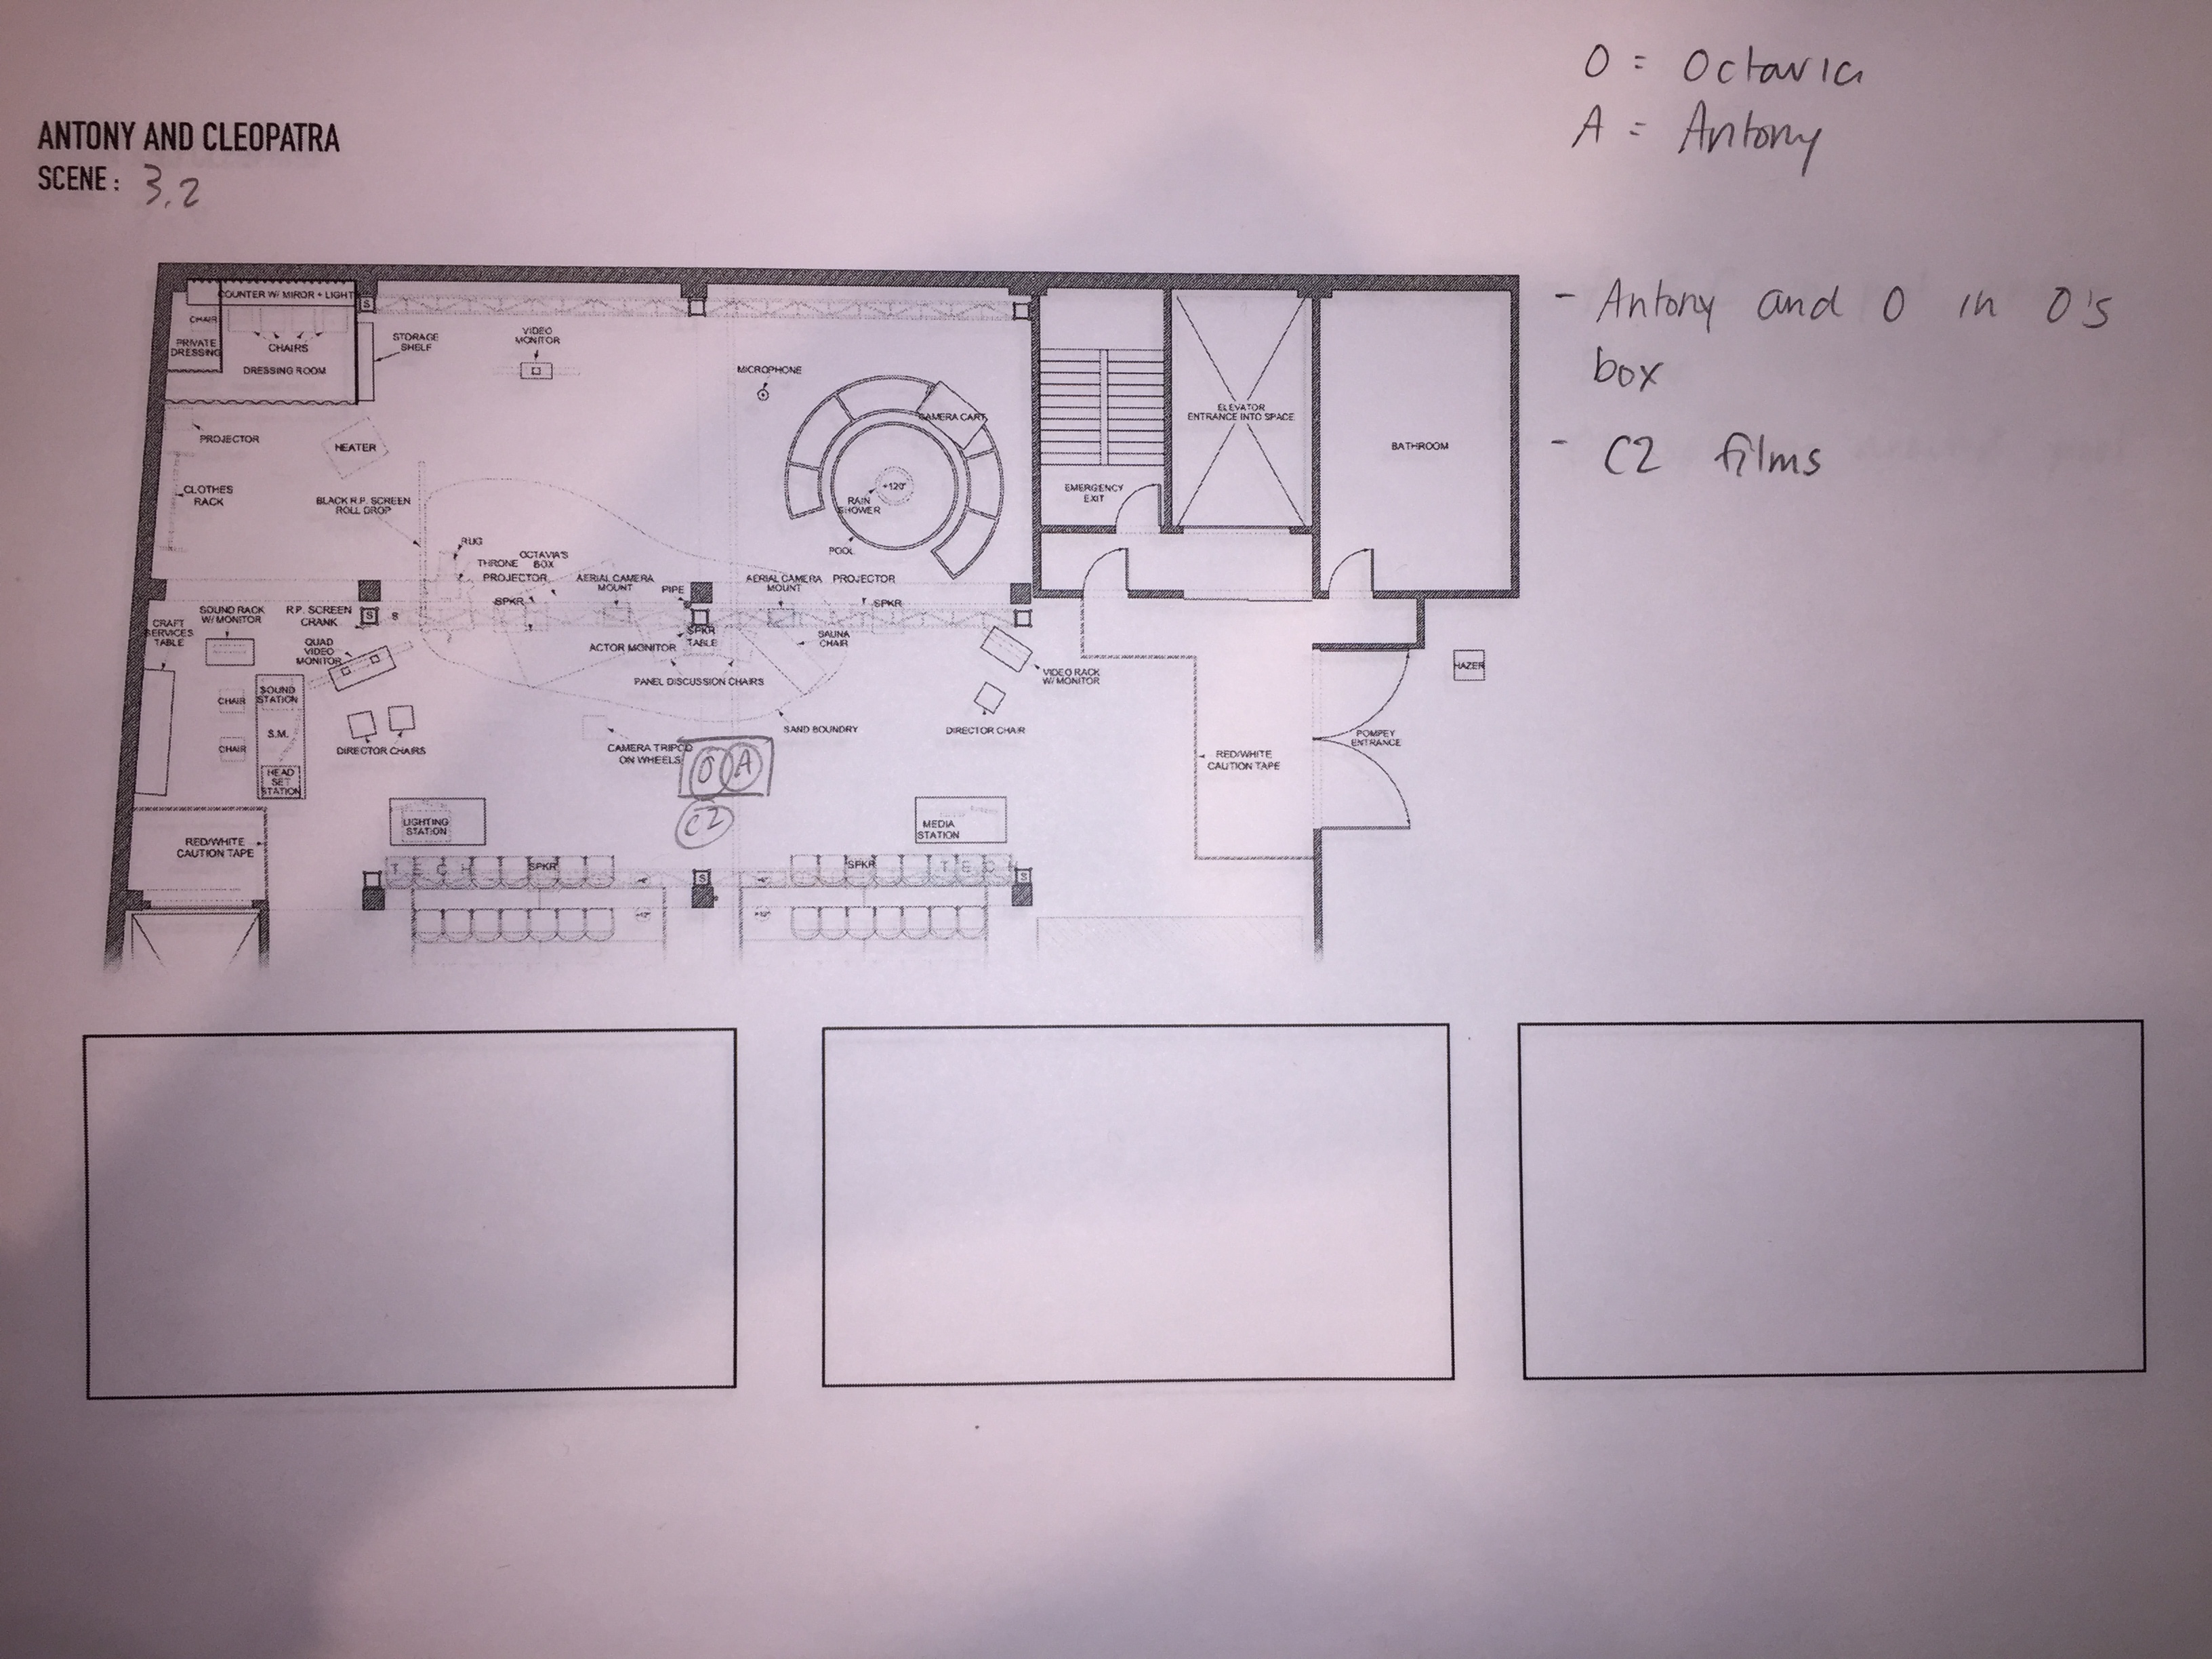 O = Octavia
A = Antony
ANTONY AND CLEOPATRA
SCENE: 3.2
- Antony and O in O's
box
- C2 films
COUNTER W/ MIROR + LIGHT
CHAIR
PRIVATE
DRESSING
CHAIRS
DRESSING ROOM
S
STORAGE
SHELF
VIDEO
MONITOR
MICROPHONE
CAMERA CART
ELEVATOR
ENTRANCE INTO SPACE
BATHROOM
PROJECTOR
HEATER
CLOTHES
RACK
BLACK R.P. SCREEN
ROLL DROP
+120"
RAIN
SHOWER
POOL
EMERGENCY
EXIT
RUG
THRONE
OCTAVIA'S
BOX
PROJECTOR
AERIAL CAMERA
MOUNT
PIPE
AERIAL CAMERA
MOUNT
PROJECTOR
SPKR
SPKR
CRAFT
SERVICES
TABLE
SOUND RACK
W/ MONITOR
R.P. SCREEN
CRANK
S
S
QUAD
VIDEO
MONITOR
ACTOR MONITOR
SPKR
TABLE
SAUNA
CHAIR
PANEL DISCUSSION CHAIRS
VIDEO RACK
W/ MONITOR
HAZER
CHAIR
SOUND
STATION
S.M.
CHAIR
HEAD
SET
STATION
DIRECTOR CHAIRS
SAND BOUNDRY
DIRECTOR CHAIR
CAMERA TRIPOD
ON WHEELS
O A
C2
POMPEY
ENTRANCE
RED/WHITE
CAUTION TAPE
LIGHTING
STATION
MEDIA
STATION
RED/WHITE
CAUTION TAPE
TECH
SPKR
S
SPKR
TECH
S